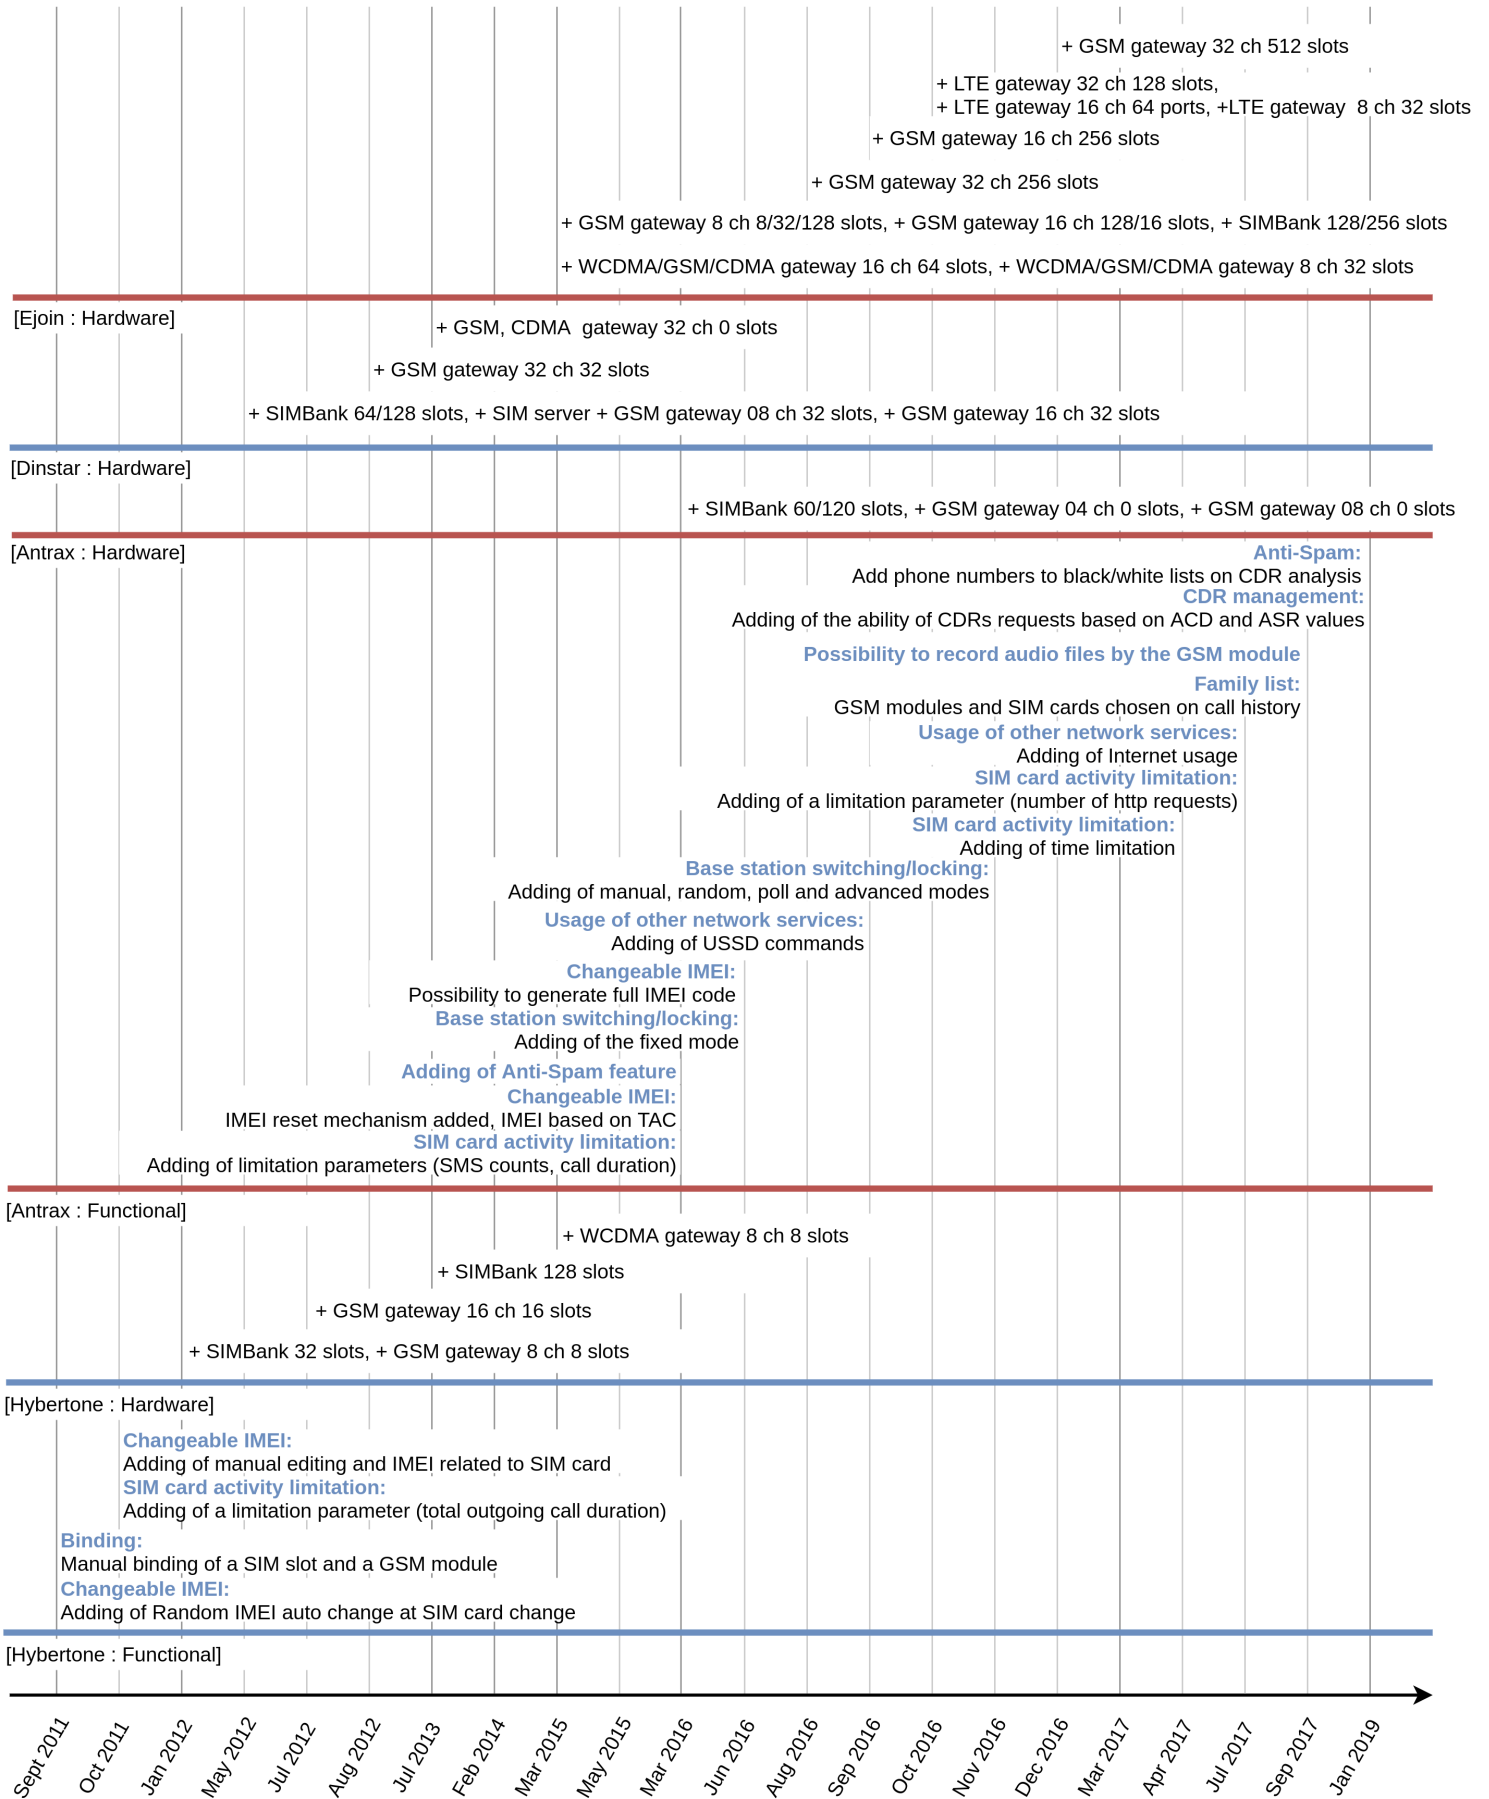 + GSM gateway 32 ch 512 slots
+ LTE gateway 32 ch 128 slots,
+ LTE gateway 16 ch 64 ports, +LTE gateway  8 ch 32 slots
+ GSM gateway 16 ch 256 slots
+ GSM gateway 32 ch 256 slots
+ GSM gateway 8 ch 8/32/128 slots, + GSM gateway 16 ch 128/16 slots, + SIMBank 128/256 slots
+ WCDMA/GSM/CDMA gateway 16 ch 64 slots, + WCDMA/GSM/CDMA gateway 8 ch 32 slots
[Ejoin : Hardware]
+ GSM, CDMA  gateway 32 ch 0 slots
+ GSM gateway 32 ch 32 slots
+ SIMBank 64/128 slots, + SIM server + GSM gateway 08 ch 32 slots, + GSM gateway 16 ch 32 slots
[Dinstar : Hardware]
+ SIMBank 60/120 slots, + GSM gateway 04 ch 0 slots, + GSM gateway 08 ch 0 slots
[Antrax : Hardware]
Anti-Spam:
Add phone numbers to black/white lists on CDR analysis
CDR management:
Adding of the ability of CDRs requests based on ACD and ASR values
Possibility to record audio files by the GSM module
Family list:
GSM modules and SIM cards chosen on call history
Usage of other network services:
Adding of Internet usage
SIM card activity limitation:
Adding of a limitation parameter (number of http requests)
SIM card activity limitation:
Adding of time limitation
Base station switching/locking:
Adding of manual, random, poll and advanced modes
Usage of other network services:
Adding of USSD commands
Changeable IMEI:
Possibility to generate full IMEI code
Base station switching/locking:
Adding of the fixed mode
Adding of Anti-Spam feature
Changeable IMEI:
IMEI reset mechanism added, IMEI based on TAC
SIM card activity limitation:
Adding of limitation parameters (SMS counts, call duration)
[Antrax : Functional]
+ WCDMA gateway 8 ch 8 slots
+ SIMBank 128 slots
+ GSM gateway 16 ch 16 slots
+ SIMBank 32 slots, + GSM gateway 8 ch 8 slots
[Hybertone : Hardware]
Changeable IMEI:
Adding of manual editing and IMEI related to SIM card
SIM card activity limitation:
Adding of a limitation parameter (total outgoing call duration)
Binding:
Manual binding of a SIM slot and a GSM module
Changeable IMEI:
Adding of Random IMEI auto change at SIM card change
[Hybertone : Functional]
Sept 2011
Oct 2011
Jan 2012
May 2012
Jul 2012
Aug 2012
Jul 2013
Feb 2014
Mar 2015
May 2015
Mar 2016
Jun 2016
Aug 2016
Sep 2016
Oct 2016
Nov 2016
Dec 2016
Mar 2017
Apr 2017
Jul 2017
Sep 2017
Jan 2019